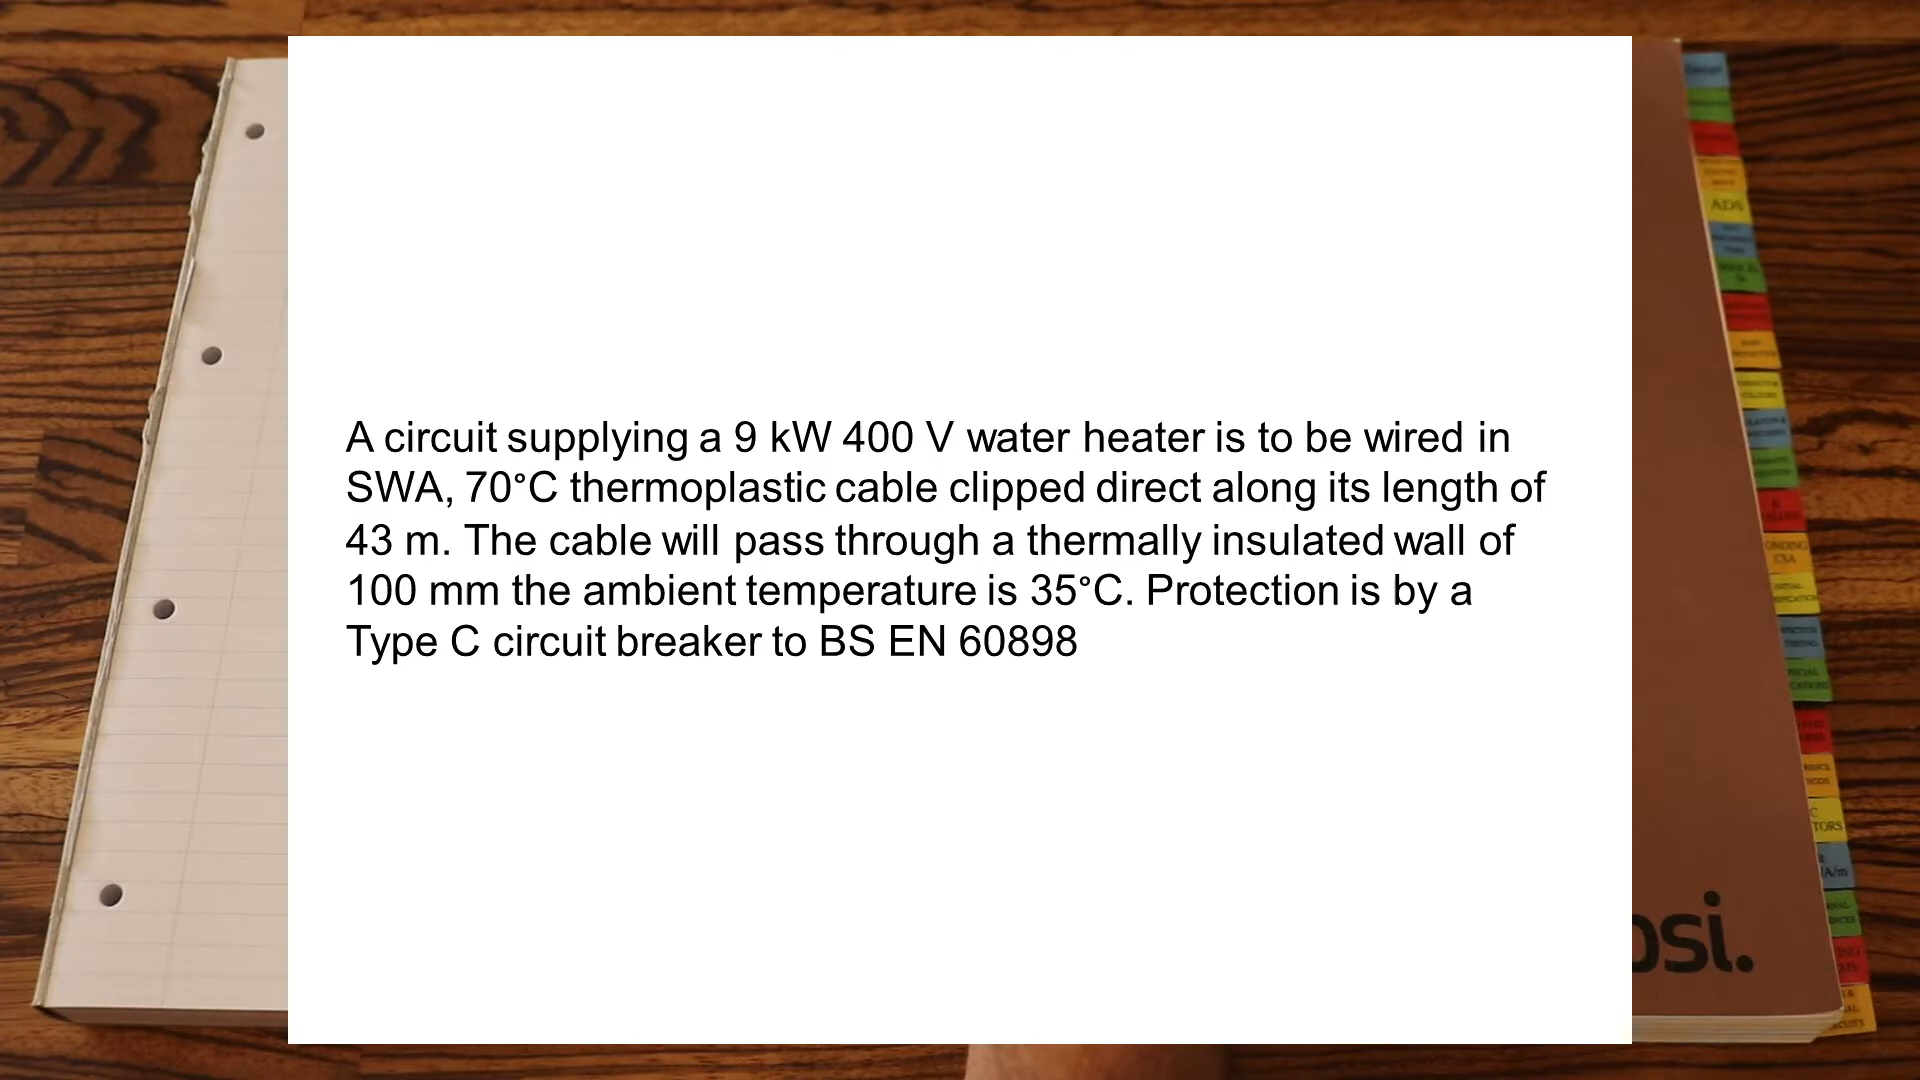 A circuit supplying a 9 kW 400 V water heater is to be wired in
SWA, 70°C thermoplastic cable clipped direct along its length of
43 m. The cable will pass through a thermally insulated wall of
100 mm the ambient temperature is 35°C. Protection is by a
Type C circuit breaker to BS EN 60898
ADS
bsi.